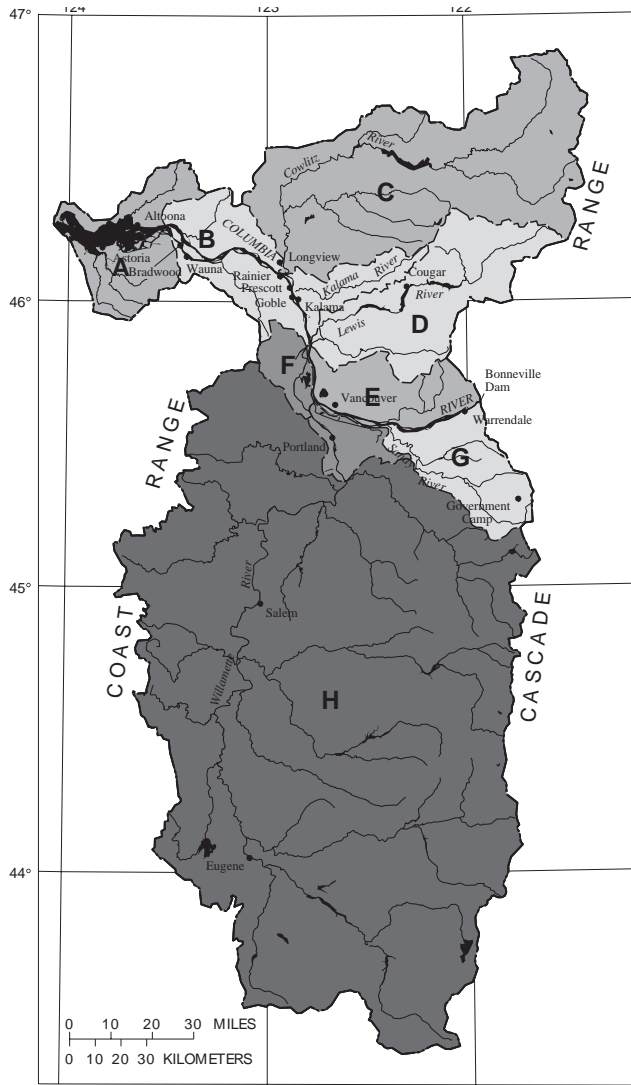 124 123 122
47°
River
Cowlitz
C
RANGE
Altoona
B
COLUMBIA
Astoria
A
Bradwood
Wauna
Longview
Rainier
Prescott
Goble
Kalama River
Cougar
46°
Kalama
River
Lewis
D
F
Bonneville
Dam
Vancouver
E
RIVER
Warrendale
RANGE
Portland
G
Sandy
River
Government
Camp
45°
River
Salem
COAST
CASCADE
Willamette
H
Eugene
44°
0 10 20 30 MILES
0 10 20 30 KILOMETERS